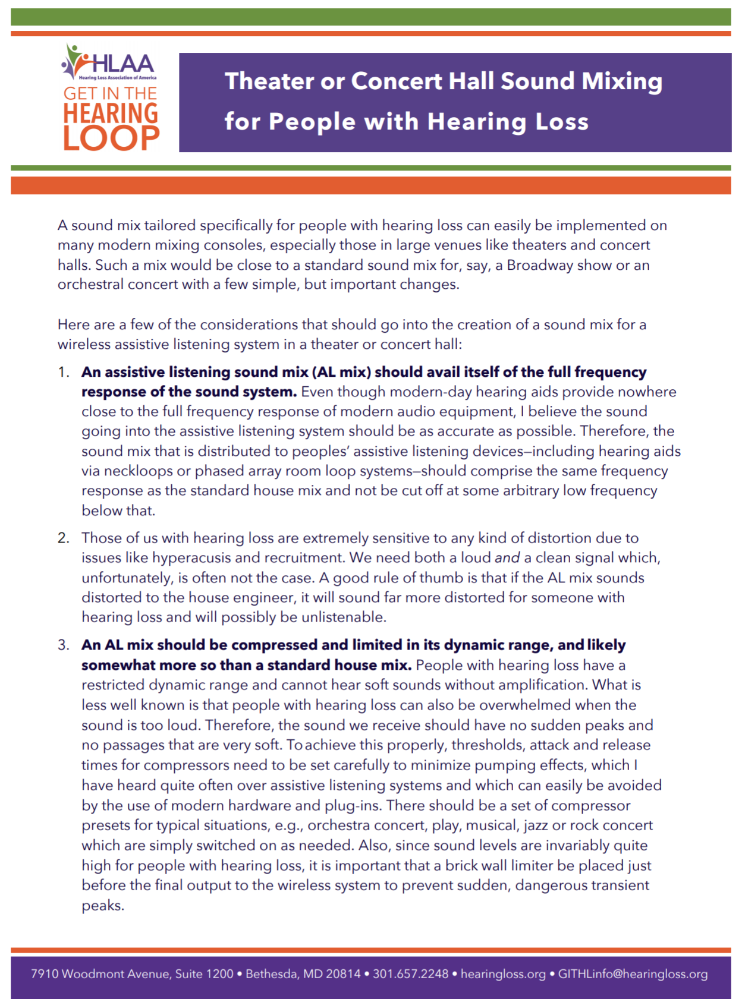 HLAA
Hearing Loss Association of America
GET IN THE
HEARING
LOOP
Theater or Concert Hall Sound Mixing
for People with Hearing Loss
A sound mix tailored specifically for people with hearing loss can easily be implemented on
many modern mixing consoles, especially those in large venues like theaters and concert
halls. Such a mix would be close to a standard sound mix for, say, a Broadway show or an
orchestral concert with a few simple, but important changes.
Here are a few of the considerations that should go into the creation of a sound mix for a
wireless assistive listening system in a theater or concert hall:
1. An assistive listening sound mix (AL mix) should avail itself of the full frequency
response of the sound system. Even though modern-day hearing aids provide nowhere
close to the full frequency response of modern audio equipment, I believe the sound
going into the assistive listening system should be as accurate as possible. Therefore, the
sound mix that is distributed to peoples’ assistive listening devices—including hearing aids
via neckloops or phased array room loop systems—should comprise the same frequency
response as the standard house mix and not be cut off at some arbitrary low frequency
below that.
2. Those of us with hearing loss are extremely sensitive to any kind of distortion due to
issues like hyperacusis and recruitment. We need both a loud and a clean signal which,
unfortunately, is often not the case. A good rule of thumb is that if the AL mix sounds
distorted to the house engineer, it will sound far more distorted for someone with
hearing loss and will possibly be unlistenable.
3. An AL mix should be compressed and limited in its dynamic range, and likely
somewhat more so than a standard house mix. People with hearing loss have a
restricted dynamic range and cannot hear soft sounds without amplification. What is
less well known is that people with hearing loss can also be overwhelmed when the
sound is too loud. Therefore, the sound we receive should have no sudden peaks and
no passages that are very soft. To achieve this properly, thresholds, attack and release
times for compressors need to be set carefully to minimize pumping effects, which I
have heard quite often over assistive listening systems and which can easily be avoided
by the use of modern hardware and plug-ins. There should be a set of compressor
presets for typical situations, e.g., orchestra concert, play, musical, jazz or rock concert
which are simply switched on as needed. Also, since sound levels are invariably quite
high for people with hearing loss, it is important that a brick wall limiter be placed just
before the final output to the wireless system to prevent sudden, dangerous transient
peaks.
7910 Woodmont Avenue, Suite 1200 • Bethesda, MD 20814 • 301.657.2248 • hearingloss.org • GITHLinfo@hearingloss.org